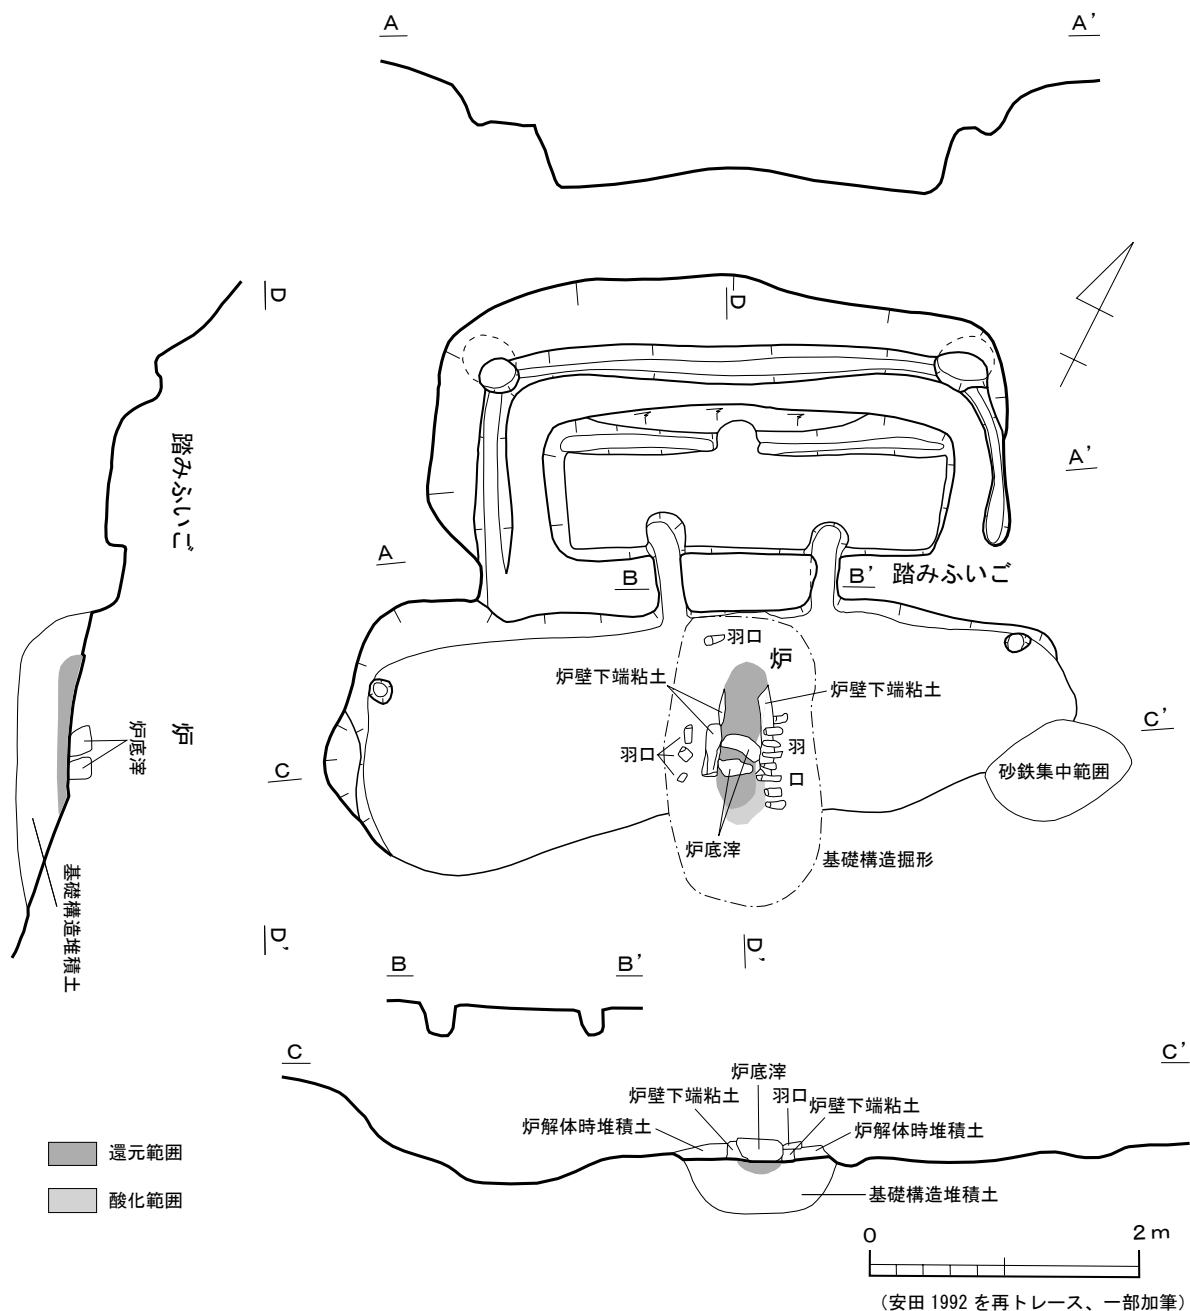 A
A’
D
D
踏みふいご
A’
A
B
B’
踏みふいご
羽口
炉
炉壁下端粘土
炉壁下端粘土
C’
炉
炉底滓
羽口
羽
口
C
砂鉄集中範囲
炉底滓
基礎構造掘形
基礎構造堆積土
D’
D’
B
B’
C
C’
炉底滓
炉壁下端粘土
羽口
炉壁下端粘土
炉解体時堆積土
炉解体時堆積土
還元範囲
酸化範囲
基礎構造堆積土
0
2 m
（安田 1992 を再トレース、一部加筆）